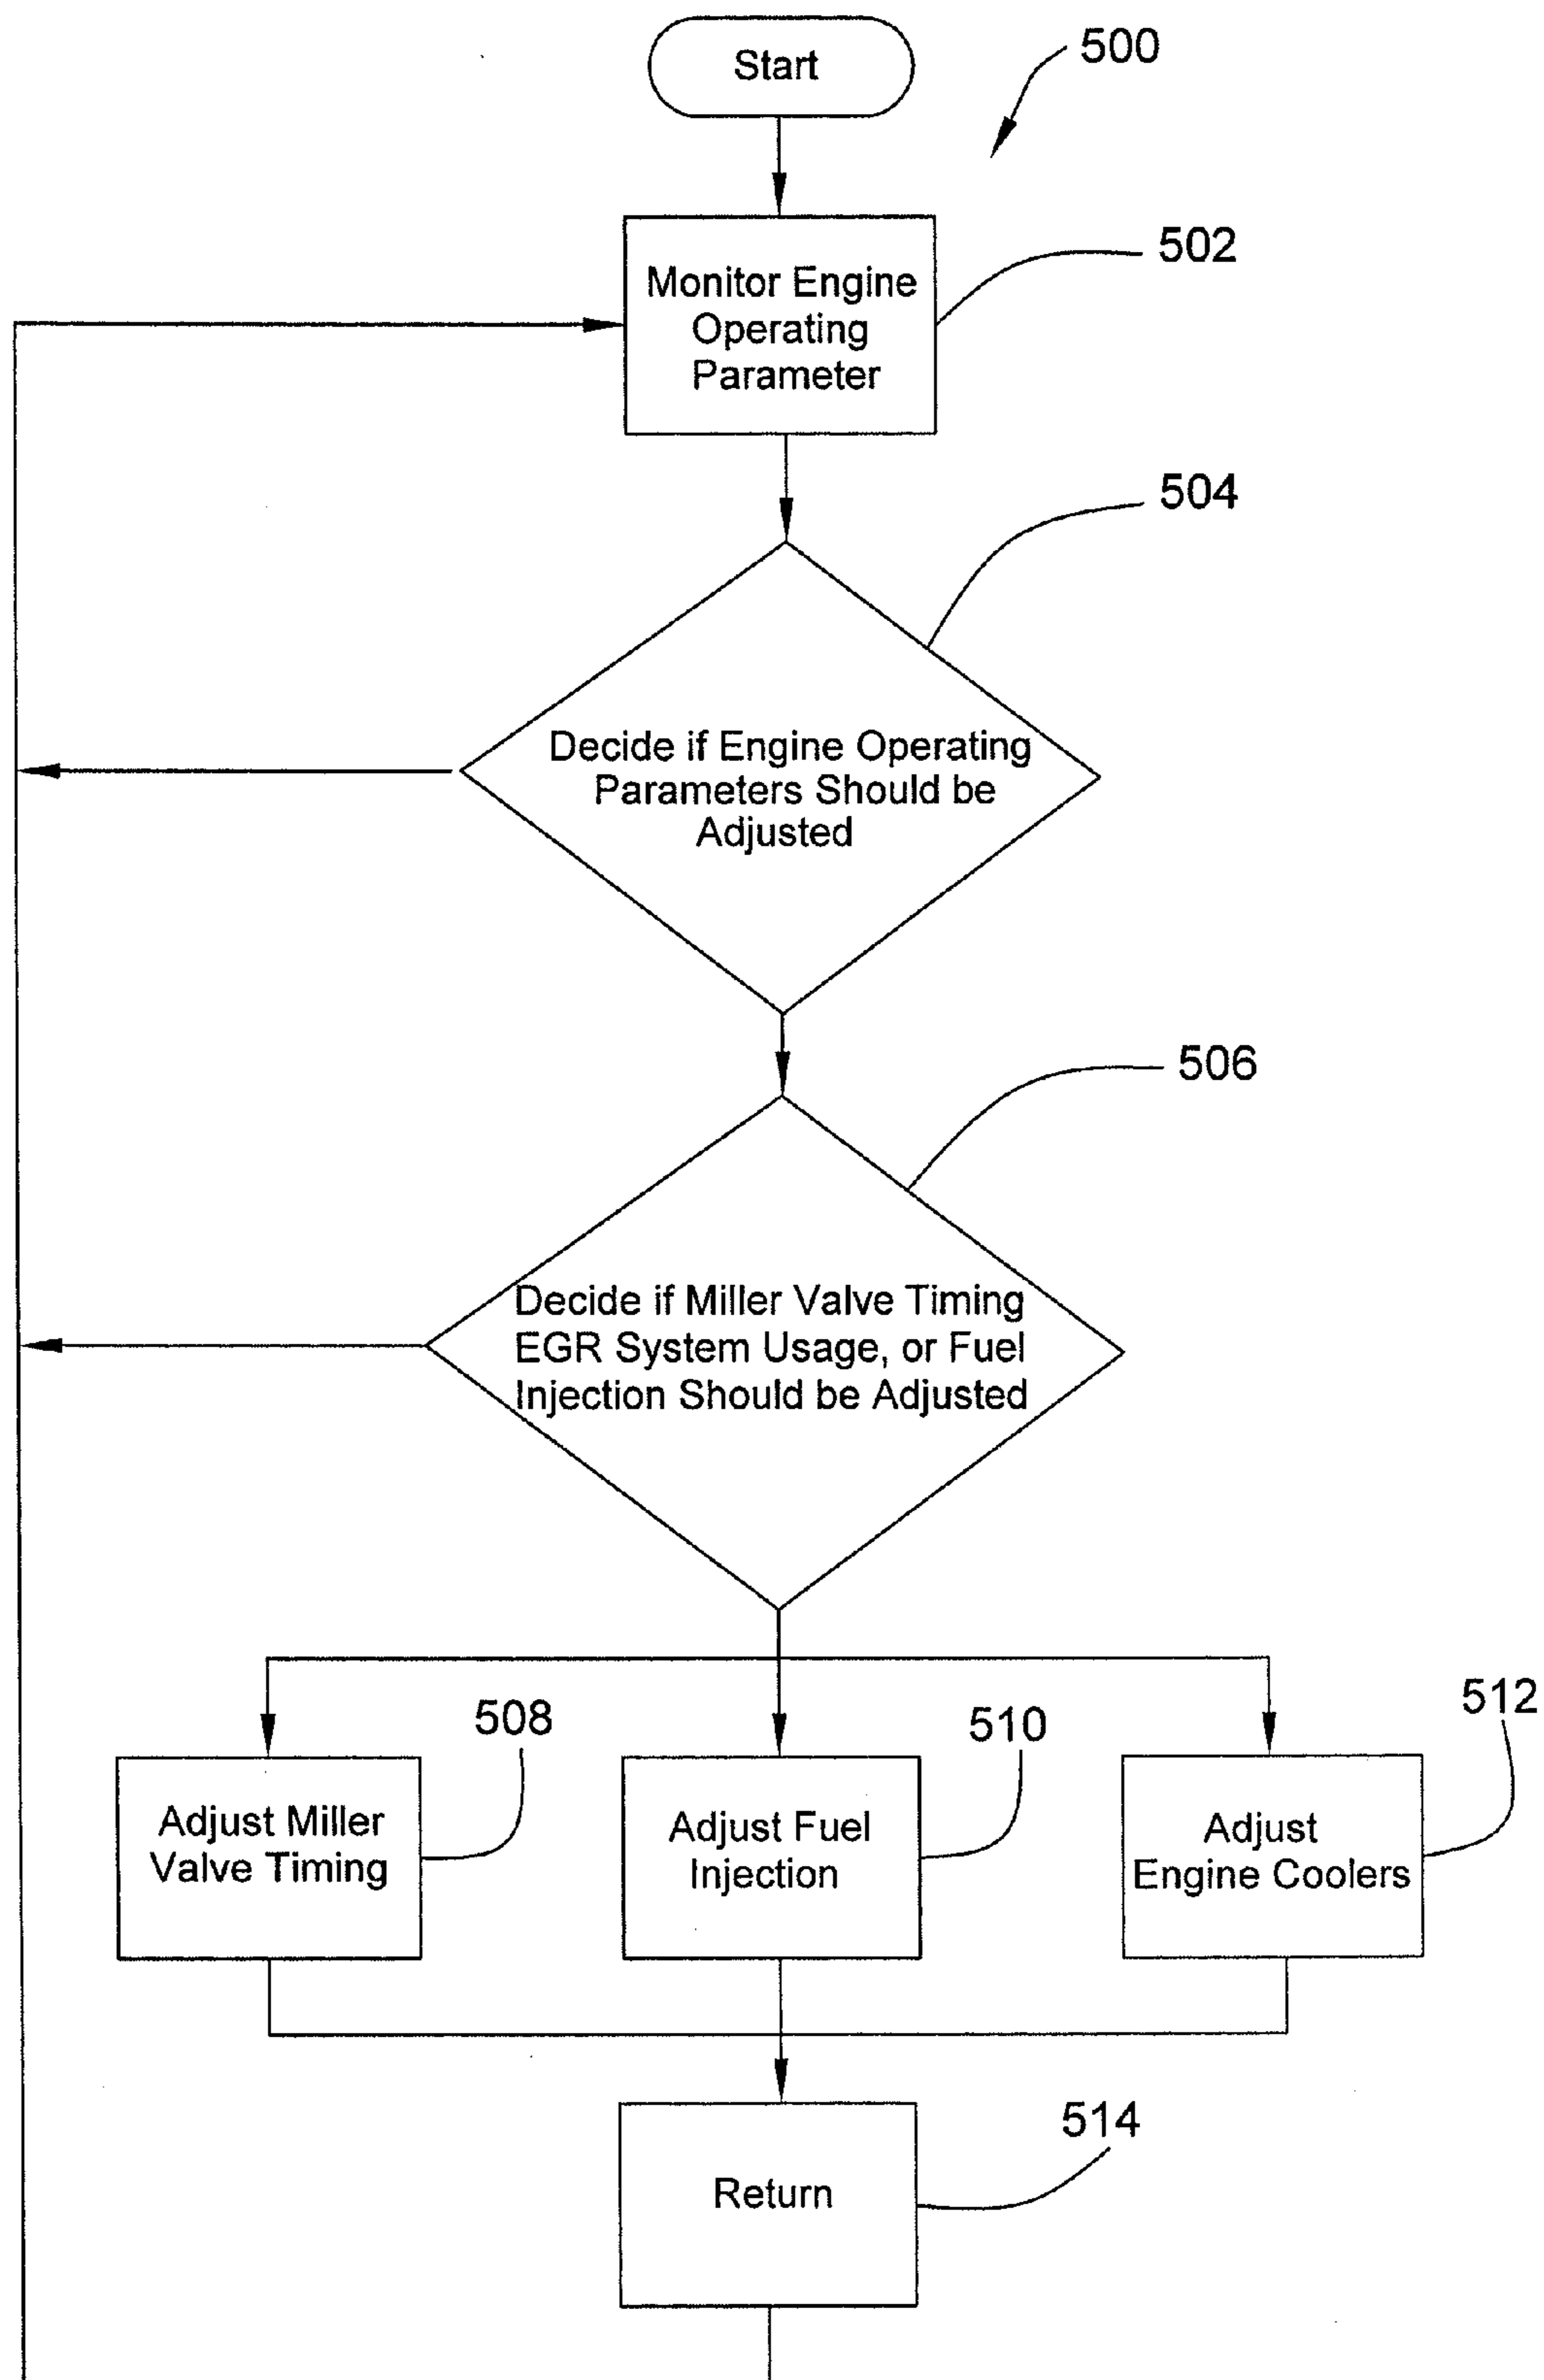 Start
500
Monitor Engine
Operating
Parameter
502
504
Decide if Engine Operating
Parameters Should be
Adjusted
506
Decide if Miller Valve Timing
EGR System Usage, or Fuel
Injection Should be Adjusted
508
510
512
Adjust Miller
Valve Timing
Adjust Fuel
Injection
Adjust
Engine Coolers
514
Return